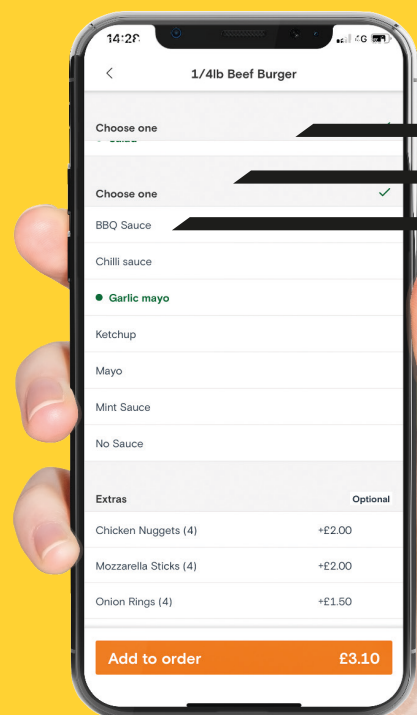 14:28
4G
1/4lb Beef Burger
Choose one
Choose one
BBQ Sauce
Chilli sauce
Garlic mayo
Ketchup
Mayo
Mint Sauce
No Sauce
Extras Optional
Chicken Nuggets (4) +£2.00
Mozzarella Sticks (4) +£2.00
Onion Rings (4) +£1.50
Add to order £3.10